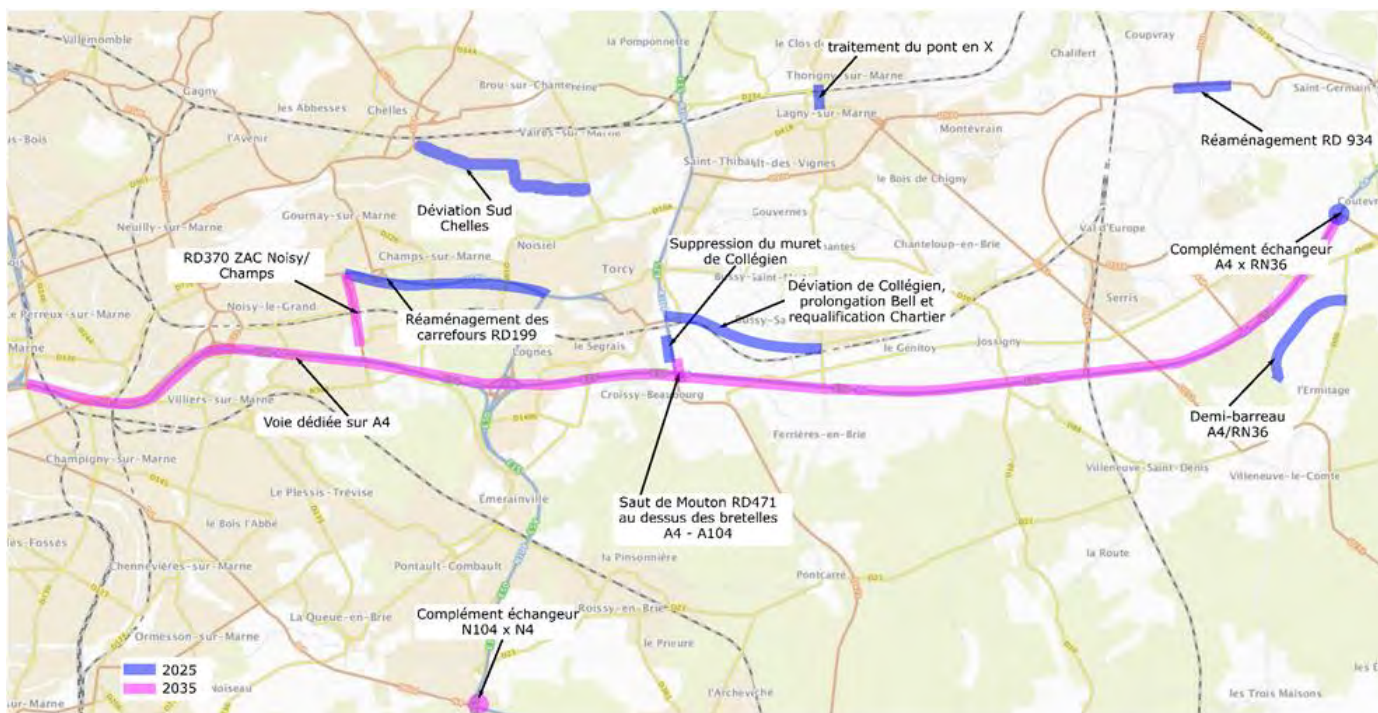 Villemomble
la Pomponnette
le Clos de
traitement du pont en X
Chalifert
Coupvray
Thorigny-sur-Marne
Gagny
les Abbesses
Chelles
Brou-sur-Chantereine
Saint-Germain
l'Avenir
Vaires-sur-Marne
Lagny-sur-Marne
Montévrain
Réaménagement RD 934
Saint-Thibault-des-Vignes
le Bois de Chigny
Déviation Sud
Chelles
Neuilly-sur-Marne
Gournay-sur-Marne
Gouvernes
Noisiel
Suppression du muret
de Collégien
Chanteloup-en-Brie
Val d'Europe
Complément échangeur
A4 x RN36
RD370 ZAC Noisy/
Champs
Champs-sur-Marne
Torcy
Déviation de Collégien,
prolongation Bell et
requalification Chartier
Serris
Noisy-le-Grand
Le Perreux-sur-Marne
Réaménagement des
carrefours RD199
Lognes
le Segrais
le Génitoy
Jossigny
Villiers-sur-Marne
Croissy-Beaubourg
l'Ermitage
Voie dédiée sur A4
Demi-barreau
A4/RN36
Ferrières-en-Brie
Champigny-sur-Marne
Villeneuve-Saint-Denis
Villeneuve-le-Comte
Le Plessis-Trévise
Émerainville
Saut de Mouton RD471
au dessus des bretelles
A4 - A104
le Bois l'Abbé
la Pinsonnière
la Route
Chennevières-sur-Marne
Pontault-Combault
Pontcarré
La Queue-en-Brie
Complément échangeur
N104 x N4
Roissy-en-Brie
Ormesson-sur-Marne
le Prieuré
2025
2035
Noiseau
l'Archevêché
les Trois Maisons
sur-Marne